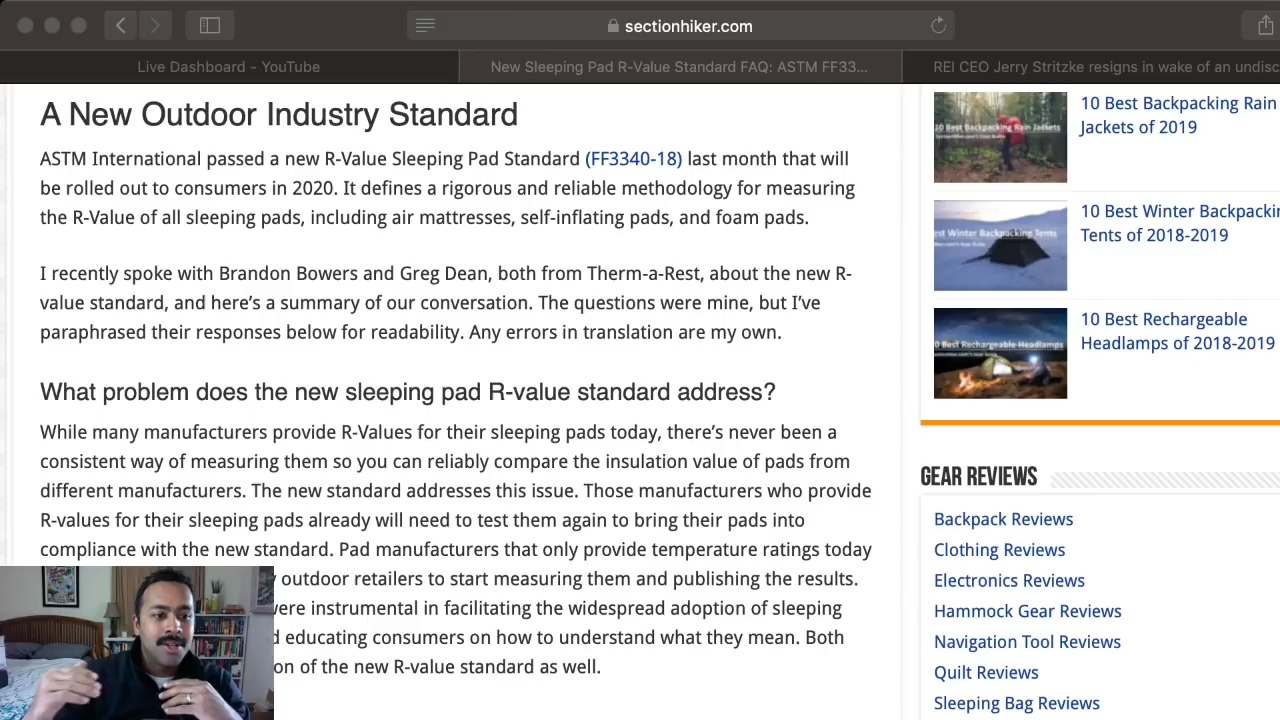 sectionhiker.com
Live Dashboard - YouTube
New Sleeping Pad R-Value Standard FAQ: ASTM FF33...
REI CEO Jerry Stritzke resigns in wake of an undisc
A New Outdoor Industry Standard
ASTM International passed a new R-Value Sleeping Pad Standard (FF3340-18) last month that will
be rolled out to consumers in 2020. It defines a rigorous and reliable methodology for measuring
the R-Value of all sleeping pads, including air mattresses, self-inflating pads, and foam pads.
I recently spoke with Brandon Bowers and Greg Dean, both from Therm-a-Rest, about the new R-
value standard, and here's a summary of our conversation. The questions were mine, but I've
paraphrased their responses below for readability. Any errors in translation are my own.
What problem does the new sleeping pad R-value standard address?
While many manufacturers provide R-Values for their sleeping pads today, there's never been a
consistent way of measuring them so you can reliably compare the insulation value of pads from
different manufacturers. The new standard addresses this issue. Those manufacturers who provide
R-values for their sleeping pads already will need to test them again to bring their pads into
compliance with the new standard. Pad manufacturers that only provide temperature ratings today
outdoor retailers to start measuring them and publishing the results.
were instrumental in facilitating the widespread adoption of sleeping
educating consumers on how to understand what they mean. Both
on of the new R-value standard as well.
10 Best Backpacking Rain Jackets
10 Best Backpacking Rain
Jackets of 2019
est Winter Backpacking Tents
10 Best Winter Backpackin
Tents of 2018-2019
0 Best Rechargeable Headlamps
10 Best Rechargeable
Headlamps of 2018-2019
GEAR REVIEWS
Backpack Reviews
Clothing Reviews
Electronics Reviews
Hammock Gear Reviews
Navigation Tool Reviews
Quilt Reviews
Sleeping Bag Reviews